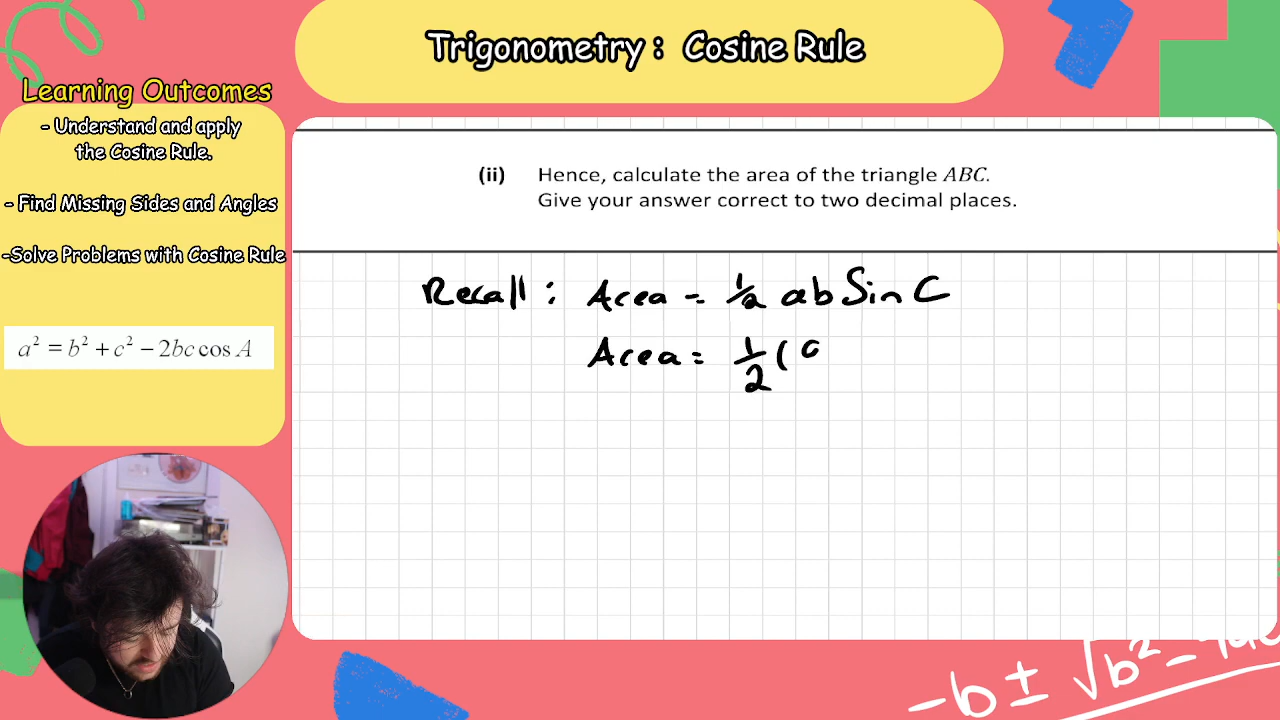 Trigonometry : Cosine Rule
Learning Outcomes
- Understand and apply
the Cosine Rule.
- Find Missing Sides and Angles
-Solve Problems with Cosine Rule
a² = b² + c² − 2bc cos A
(ii) Hence, calculate the area of the triangle ABC.
Give your answer correct to two decimal places.
Recall : Area = ½ ab Sin C
Area = 1/2 (
-b ± √b² -